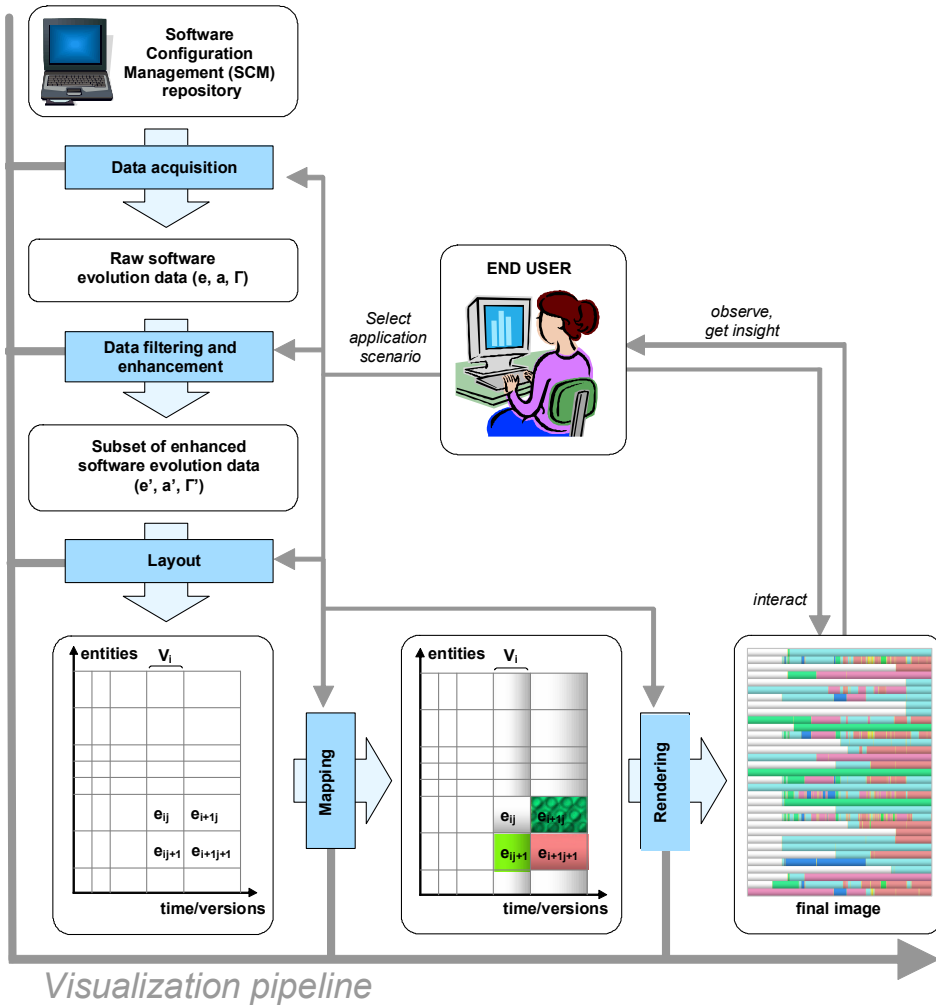 Software
Configuration
Management (SCM)
repository
Data acquisition
Raw software
evolution data (e, a, Γ)
Data filtering and
enhancement
Subset of enhanced
software evolution data
(e’, a’, Γ’)
Layout
END USER
Select
application
scenario
observe,
get insight
interact
entities
Vi
eij ei+1j
eij+1 ei+1j+1
time/versions
Mapping
entities
Vi
eij ei+1j
eij+1 ei+1j+1
time/versions
Rendering
final image
Visualization pipeline